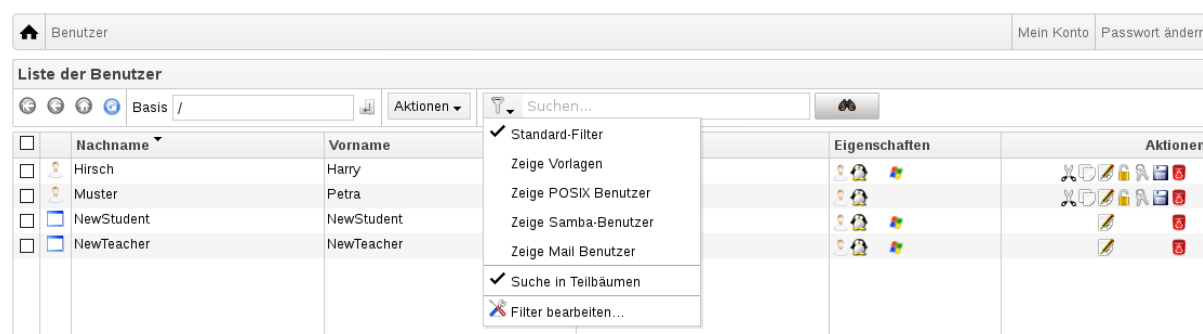 Benutzer Mein Konto Passwort ändern
Liste der Benutzer
Basis / Aktionen Suchen...
Nachname Vorname Eigenschaften Aktionen
Hirsch Harry
Muster Petra
NewStudent NewStudent
NewTeacher NewTeacher
Standard-Filter
Zeige Vorlagen
Zeige POSIX Benutzer
Zeige Samba-Benutzer
Zeige Mail Benutzer
Suche in Teilbäumen
Filter bearbeiten...